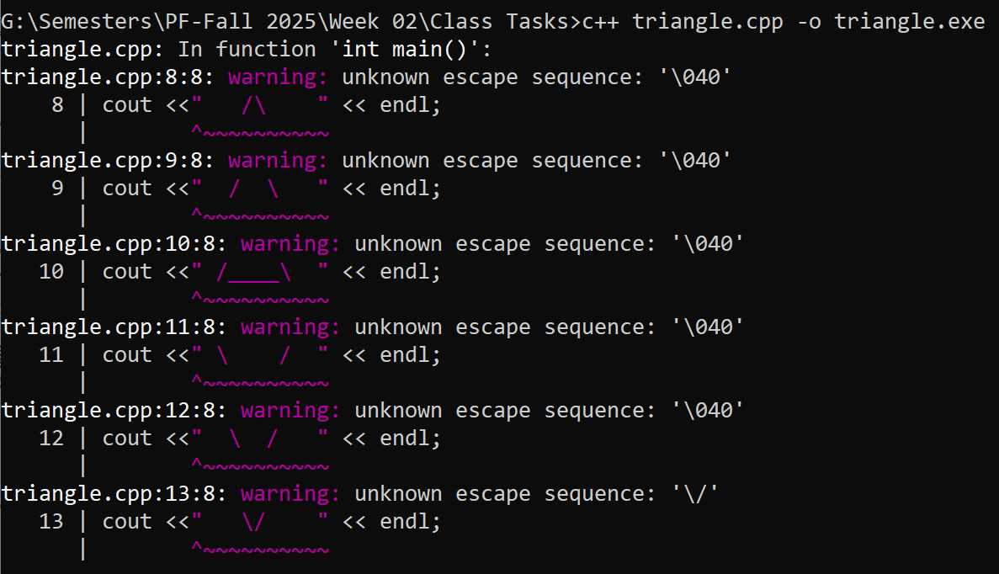 G:\Semesters\PF-Fall 2025\Week 02\Class Tasks>c++ triangle.cpp -o triangle.exe
triangle.cpp: In function 'int main()':
triangle.cpp:8:8: warning: unknown escape sequence: '\040'
    8 | cout <<"   /\    " << endl;
      |        ^~~~~~~~~~~
triangle.cpp:9:8: warning: unknown escape sequence: '\040'
    9 | cout <<"  /  \   " << endl;
      |        ^~~~~~~~~~~
triangle.cpp:10:8: warning: unknown escape sequence: '\040'
   10 | cout <<" /____\  " << endl;
      |        ^~~~~~~~~~~
triangle.cpp:11:8: warning: unknown escape sequence: '\040'
   11 | cout <<" \    /  " << endl;
      |        ^~~~~~~~~~~
triangle.cpp:12:8: warning: unknown escape sequence: '\040'
   12 | cout <<"  \  /   " << endl;
      |        ^~~~~~~~~~~
triangle.cpp:13:8: warning: unknown escape sequence: '\/'
   13 | cout <<"   \/    " << endl;
      |        ^~~~~~~~~~~